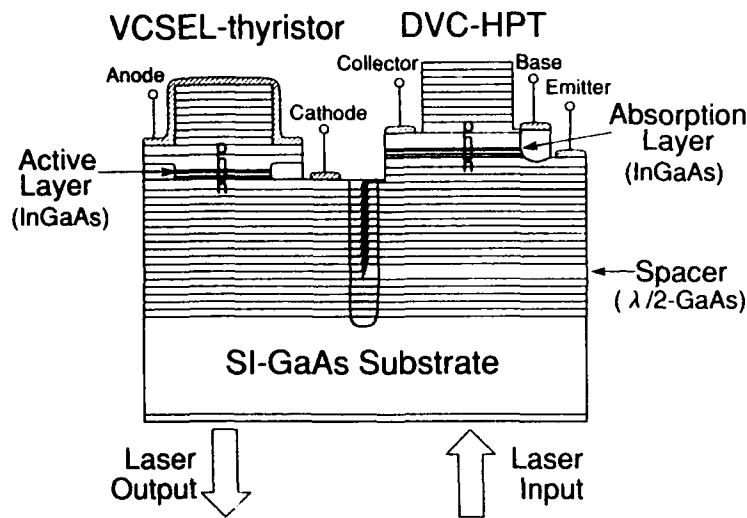 VCSEL-thyristor
DVC-HPT
Anode
Cathode
Collector
Base
Emitter
Active
Layer
(InGaAs)
Absorption
Layer
(InGaAs)
Spacer
(λ/2-GaAs)
SI-GaAs Substrate
Laser
Output
Laser
Input